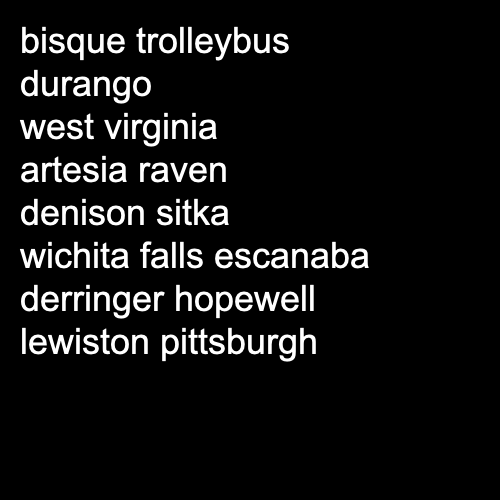 bisque trolleybus
durango
west virginia
artesia raven
denison sitka
wichita falls escanaba
derringer hopewell
lewiston pittsburgh